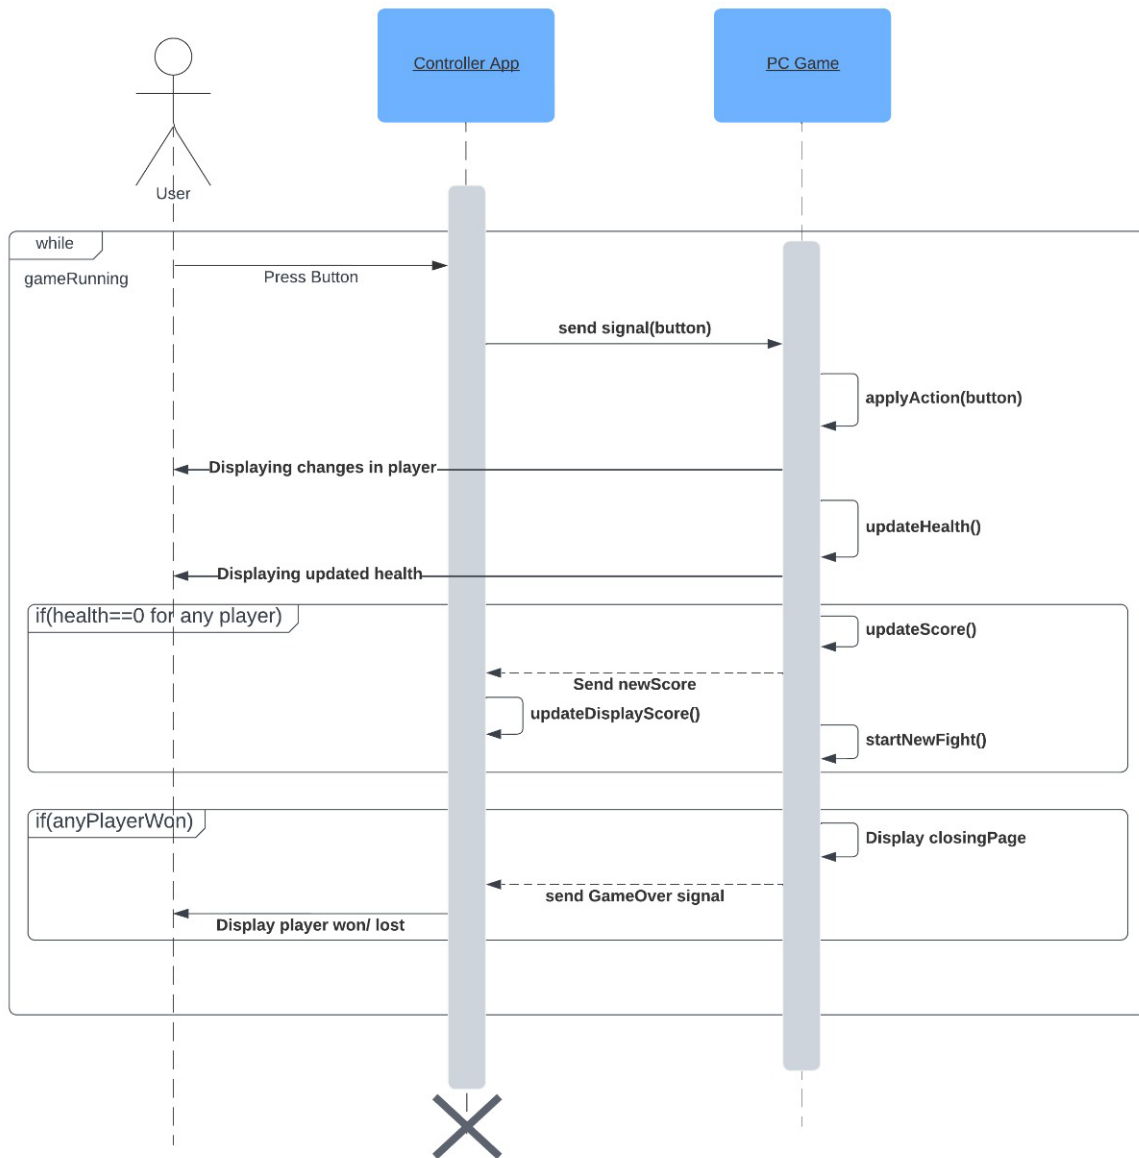 Controller App
PC Game
User
while
gameRunning
Press Button
send signal(button)
applyAction(button)
Displaying changes in player
updateHealth()
Displaying updated health
if(health==0 for any player)
updateScore()
Send newScore
updateDisplayScore()
startNewFight()
if(anyPlayerWon)
Display closingPage
send GameOver signal
Display player won/ lost